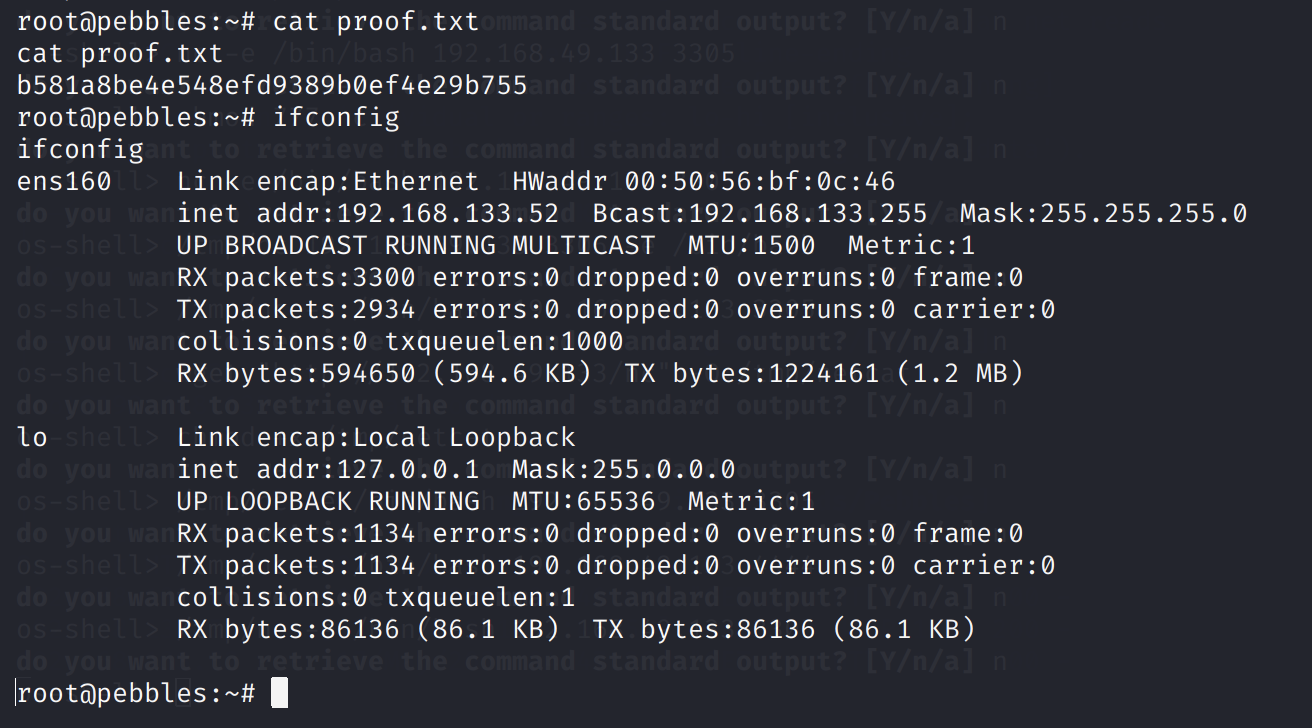 root@pebbles:~# cat proof.txt
cat proof.txt
b581a8be4e548efd9389b0ef4e29b755
root@pebbles:~# ifconfig
ifconfig
ens160    Link encap:Ethernet  HWaddr 00:50:56:bf:0c:46
          inet addr:192.168.133.52  Bcast:192.168.133.255  Mask:255.255.255.0
          UP BROADCAST RUNNING MULTICAST  MTU:1500  Metric:1
          RX packets:3300 errors:0 dropped:0 overruns:0 frame:0
          TX packets:2934 errors:0 dropped:0 overruns:0 carrier:0
          collisions:0 txqueuelen:1000
          RX bytes:594650 (594.6 KB)  TX bytes:1224161 (1.2 MB)

lo        Link encap:Local Loopback
          inet addr:127.0.0.1  Mask:255.0.0.0
          UP LOOPBACK RUNNING  MTU:65536  Metric:1
          RX packets:1134 errors:0 dropped:0 overruns:0 frame:0
          TX packets:1134 errors:0 dropped:0 overruns:0 carrier:0
          collisions:0 txqueuelen:1
          RX bytes:86136 (86.1 KB)  TX bytes:86136 (86.1 KB)

root@pebbles:~#